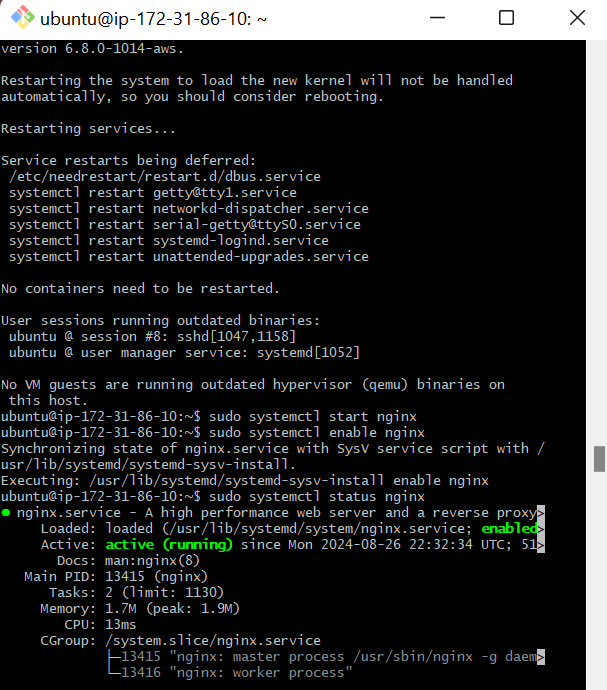 ubuntu@ip-172-31-86-10: ~
version 6.8.0-1014-aws.
Restarting the system to load the new kernel will not be handled
automatically, so you should consider rebooting.
Restarting services...
Service restarts being deferred:
 /etc/needrestart/restart.d/dbus.service
 systemctl restart getty@tty1.service
 systemctl restart networkd-dispatcher.service
 systemctl restart serial-getty@ttyS0.service
 systemctl restart systemd-logind.service
 systemctl restart unattended-upgrades.service
No containers need to be restarted.
User sessions running outdated binaries:
 ubuntu @ session #8: sshd[1047,1158]
 ubuntu @ user manager service: systemd[1052]
No VM guests are running outdated hypervisor (qemu) binaries on
 this host.
ubuntu@ip-172-31-86-10:~$ sudo systemctl start nginx
ubuntu@ip-172-31-86-10:~$ sudo systemctl enable nginx
Synchronizing state of nginx.service with SysV service script with /
usr/lib/systemd/systemd-sysv-install.
Executing: /usr/lib/systemd/systemd-sysv-install enable nginx
ubuntu@ip-172-31-86-10:~$ sudo systemctl status nginx
● nginx.service - A high performance web server and a reverse proxy>
     Loaded: loaded (/usr/lib/systemd/system/nginx.service; enabled>
     Active: active (running) since Mon 2024-08-26 22:32:34 UTC; 51>
       Docs: man:nginx(8)
   Main PID: 13415 (nginx)
      Tasks: 2 (limit: 1130)
     Memory: 1.7M (peak: 1.9M)
        CPU: 13ms
     CGroup: /system.slice/nginx.service
             ├─13415 "nginx: master process /usr/sbin/nginx -g daem>
             └─13416 "nginx: worker process"